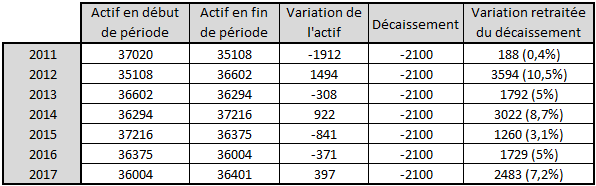 Actif en début de période Actif en fin de période Variation de l'actif Décaissement Variation retraitée du décaissement
2011 37020 35108 -1912 -2100 188 (0,4%)
2012 35108 36602 1494 -2100 3594 (10,5%)
2013 36602 36294 -308 -2100 1792 (5%)
2014 36294 37216 922 -2100 3022 (8,7%)
2015 37216 36375 -841 -2100 1260 (3,1%)
2016 36375 36004 -371 -2100 1729 (5%)
2017 36004 36401 397 -2100 2483 (7,2%)